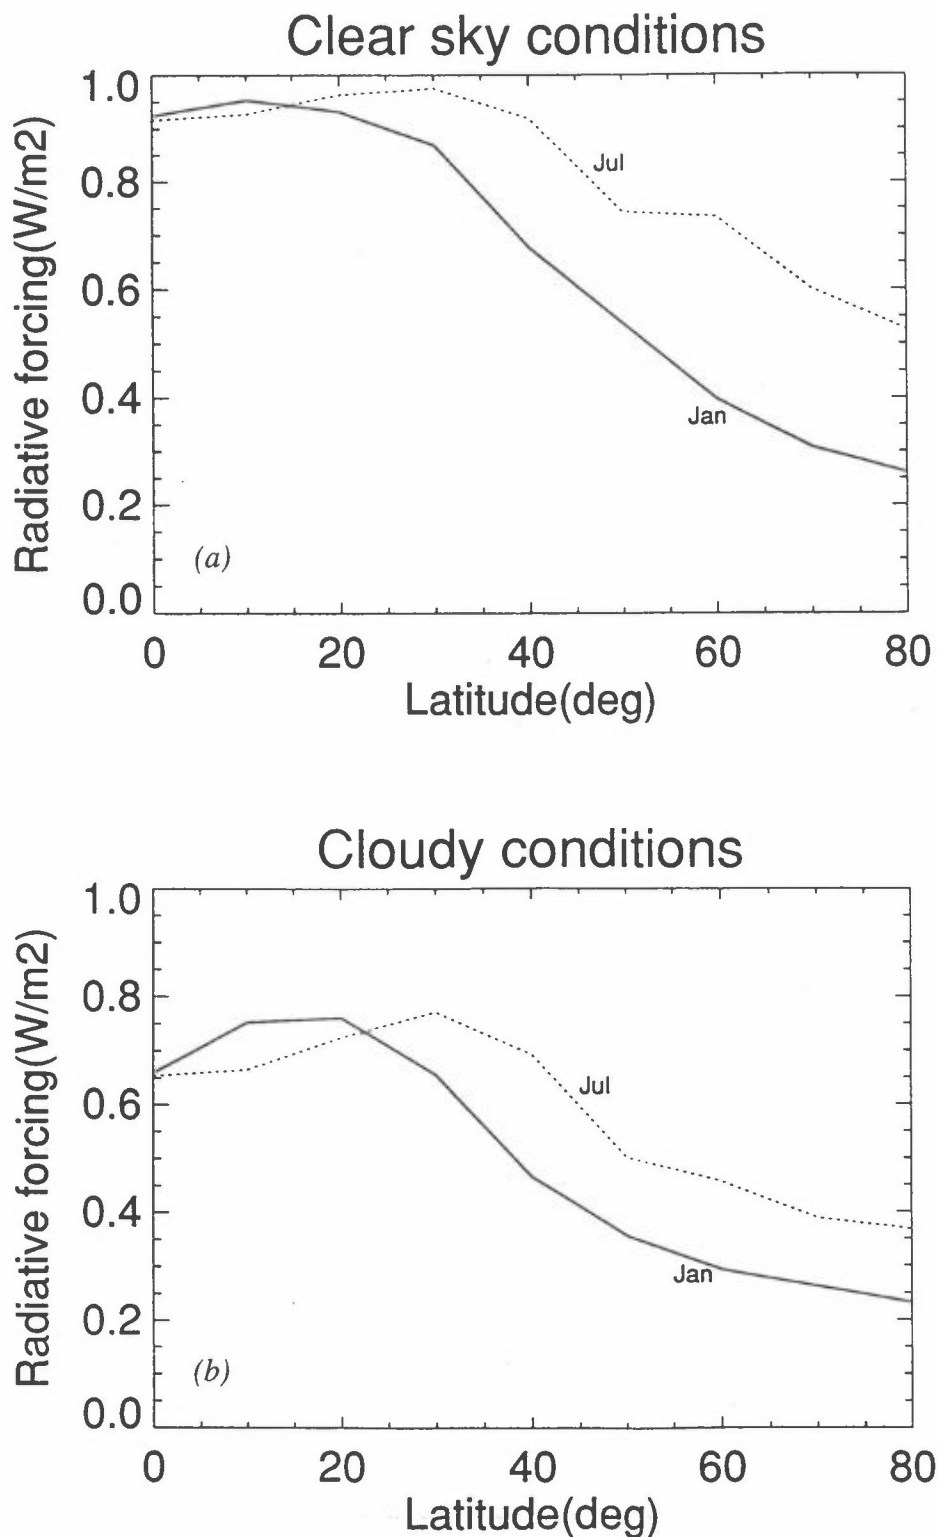 Clear sky conditions
Radiative forcing(W/m2)
1.0
0.8
0.6
0.4
0.2
0.0
Jul
Jan
(a)
0 20 40 60 80
Latitude(deg)
Cloudy conditions
Radiative forcing(W/m2)
1.0
0.8
0.6
0.4
0.2
0.0
Jul
Jan
(b)
0 20 40 60 80
Latitude(deg)